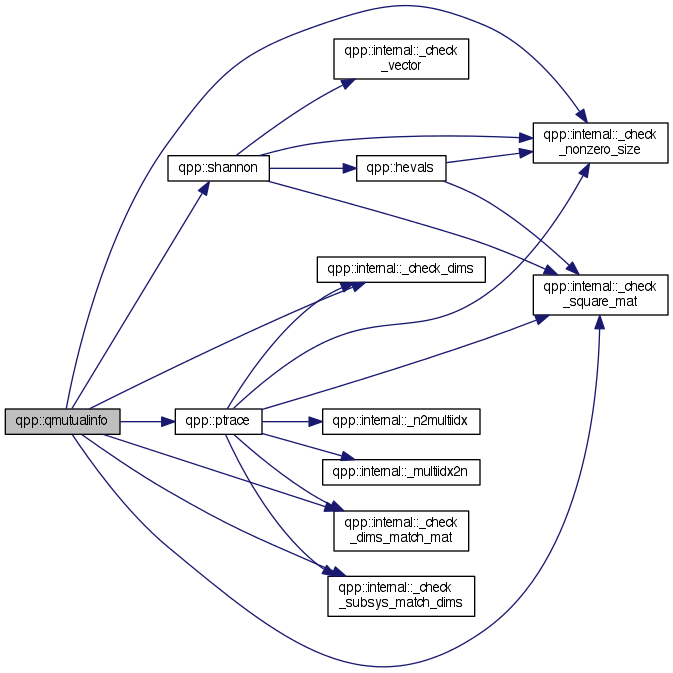 qpp::internal::_check
_vector
qpp::internal::_check
_nonzero_size
qpp::shannon
qpp::hevals
qpp::internal::_check_dims
qpp::internal::_check
_square_mat
qpp::qmutualinfo
qpp::ptrace
qpp::internal::_n2multiidx
qpp::internal::_multiidx2n
qpp::internal::_check
_dims_match_mat
qpp::internal::_check
_subsys_match_dims